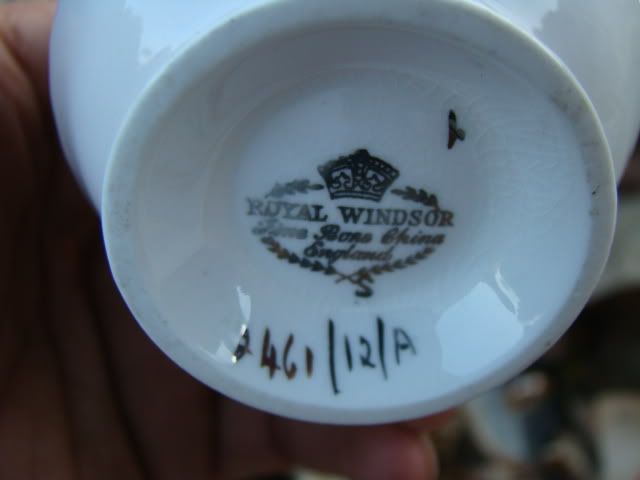 ROYAL WINDSOR
Fine Bone China
England
2461/12/A